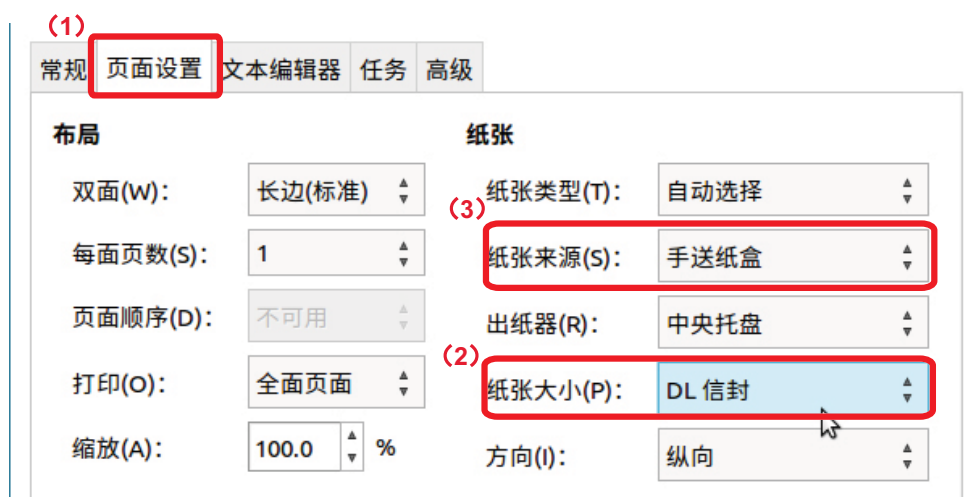 （1）
常规 页面设置 文本编辑器 任务 高级
布局
双面(W)： 长边(标准)
每面页数(S)： 1
页面顺序(D)： 不可用
打印(O)： 全面页面
缩放(A)： 100.0 %
纸张
纸张类型(T)： 自动选择
（3）
纸张来源(S)： 手送纸盒
出纸器(R)： 中央托盘
（2）
纸张大小(P)： DL 信封
方向(I)： 纵向